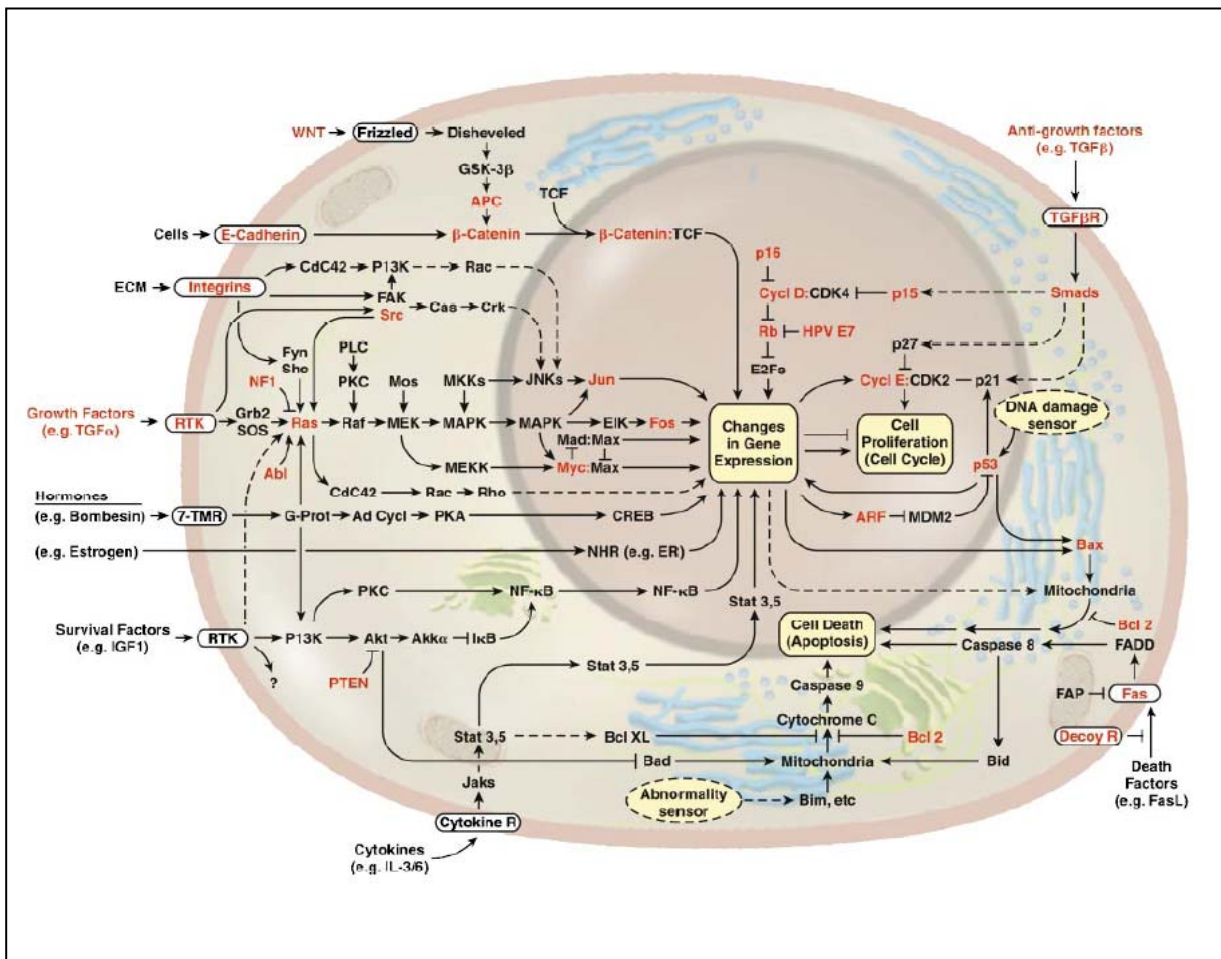 WNT
Frizzled
Disheveled
GSK-3β
APC
TCF
Cells
E-Cadherin
β-Catenin
β-Catenin:TCF
Anti-growth factors
(e.g. TGFβ)
TGFβR
Smads
p16
Cycl D:CDK4
p15
Rb
HPV E7
E2Fs
p27
Cycl E:CDK2
p21
DNA damage
sensor
ECM
Integrins
CdC42
P13K
Rac
FAK
Src
Cas
Crk
Fyn
Shc
PLC
NF1
PKC
Mos
MKKs
JNKs
Jun
Growth Factors
(e.g. TGFα)
RTK
Grb2
SOS
Ras
Raf
MEK
MAPK
MAPK
ElK
Fos
Mad:Max
Abl
MEKK
Myc:Max
Changes
in Gene
Expression
Cell
Proliferation
(Cell Cycle)
p53
CdC42
Rac
Rho
Hormones
(e.g. Bombesin)
7-TMR
G-Prot
Ad Cycl
PKA
CREB
ARF
MDM2
Bax
(e.g. Estrogen)
NHR (e.g. ER)
PKC
NF-κB
NF-κB
Stat 3,5
Mitochondria
Survival Factors
(e.g. IGF1)
RTK
P13K
Akt
Akkα
IκB
?
PTEN
Stat 3,5
Cell Death
(Apoptosis)
Bcl 2
Caspase 8
FADD
Caspase 9
FAP
Fas
Cytochrome C
Stat 3,5
Bcl XL
Bcl 2
Decoy R
Bad
Mitochondria
Bid
Death
Factors
(e.g. FasL)
Jaks
Abnormality
sensor
Bim, etc
Cytokine R
Cytokines
(e.g. IL-3/6)